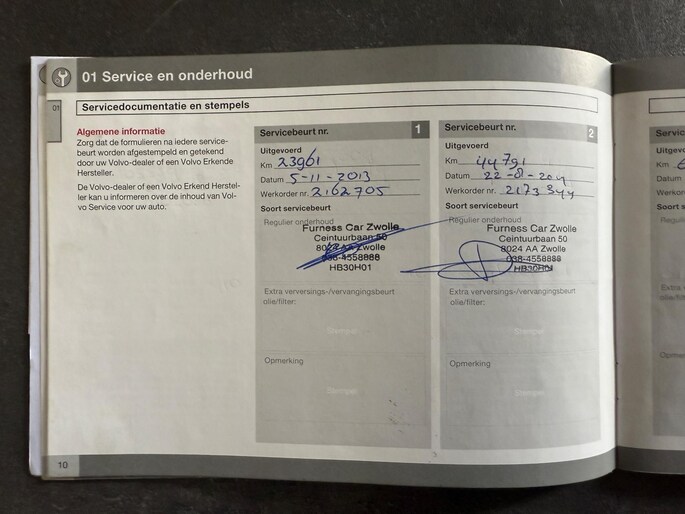 01 Service en onderhoud
01
Servicedocumentatie en stempels
Algemene informatie
Zorg dat de formulieren na iedere service-
beurt worden afgestempeld en getekend
door uw Volvo-dealer of een Volvo Erkende
Hersteller.
De Volvo-dealer of een Volvo Erkend Herstel-
ler kan u informeren over de inhoud van Vol-
vo Service voor uw auto.
Servicebeurt nr. 1
Uitgevoerd
Km 23961
Datum 5-11-2013
Werkorder nr. 2162705
Soort servicebeurt
Regulier onderhoud
Furness Car Zwolle
Ceintuurbaan 50
8024 AA Zwolle
038-4558888
HB30H01
Extra verversings-/vervangingsbeurt
olie/filter:
Stempel
Opmerking
Stempel
Servicebeurt nr. 2
Uitgevoerd
Km 44791
Datum 22-8-2014
Werkorder nr. 2173344
Soort servicebeurt
Regulier onderhoud
Furness Car Zwolle
Ceintuurbaan 50
8024 AA Zwolle
038-4558888
HB30H01
Extra verversings-/vervangingsbeurt
olie/filter:
Stempel
Opmerking
Km
Datum
10